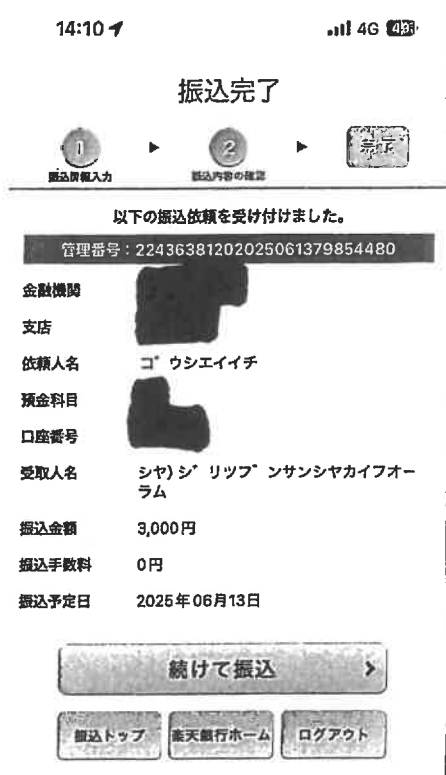 14:10
4G 49
振込完了
1 2 完了
振込情報入力 振込内容の確認
以下の振込依頼を受け付けました。
管理番号：2243638120202506137985448​0
金融機関
支店
依頼人名 ゴウシエイイチ
預金科目
口座番号
受取人名 シヤ）ジリツプンサンシヤカイフオー
ラム
振込金額 3,000円
振込手数料 0円
振込予定日 2025年06月13日
続けて振込
振込トップ 楽天銀行ホーム ログアウト